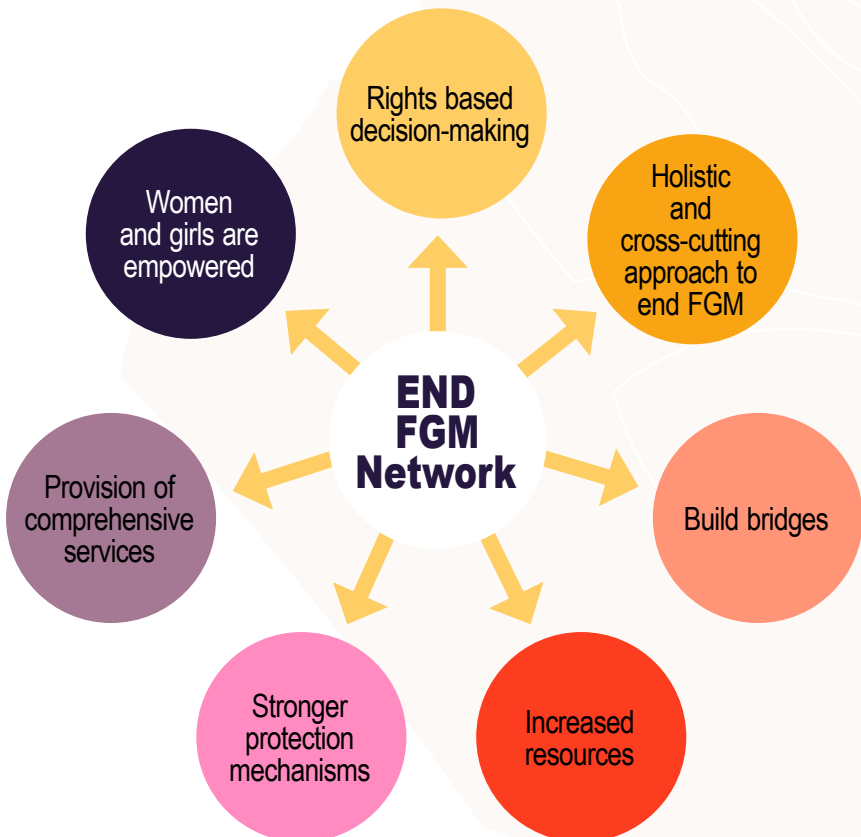 Rights based
decision-making
Holistic
and
cross-cutting
approach to
end FGM
Build bridges
Increased
resources
Stronger
protection
mechanisms
Provision of
comprehensive
services
Women
and girls are
empowered
END
FGM
Network